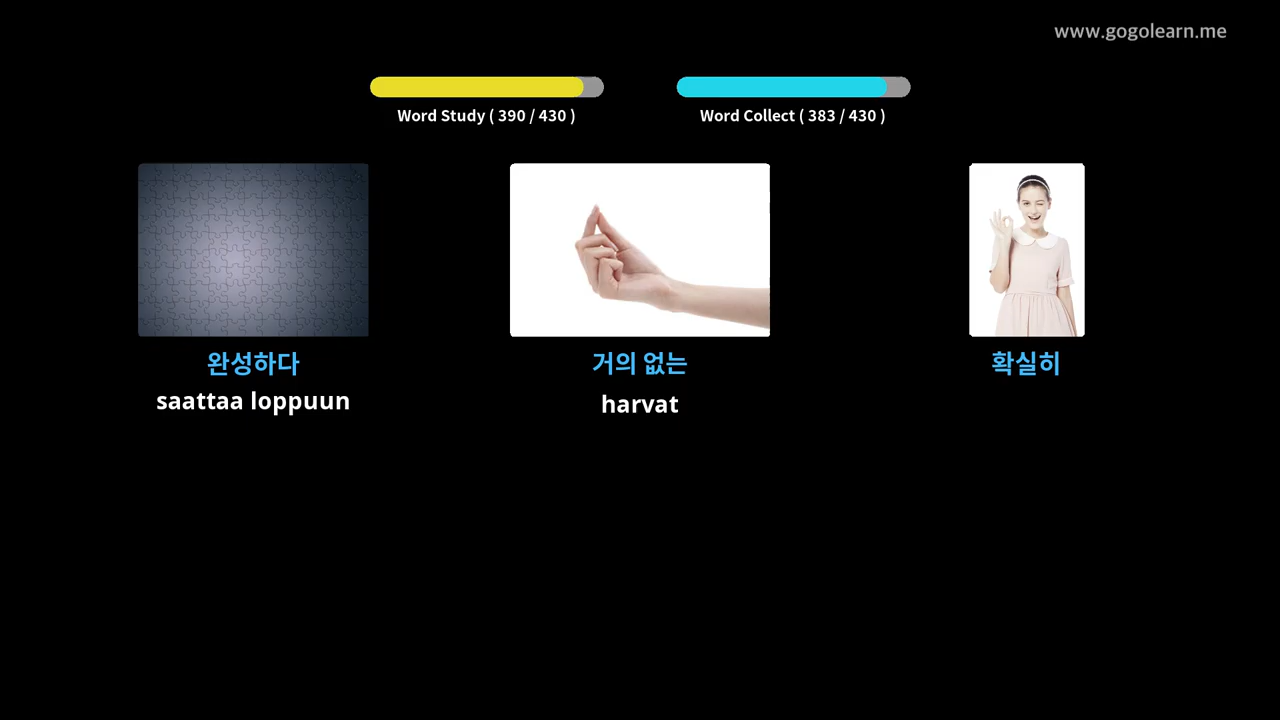 www.gogolearn.me
Word Study ( 390 / 430 )
Word Collect ( 383 / 430 )
완성하다
saattaa loppuun
거의 없는
harvat
확실히